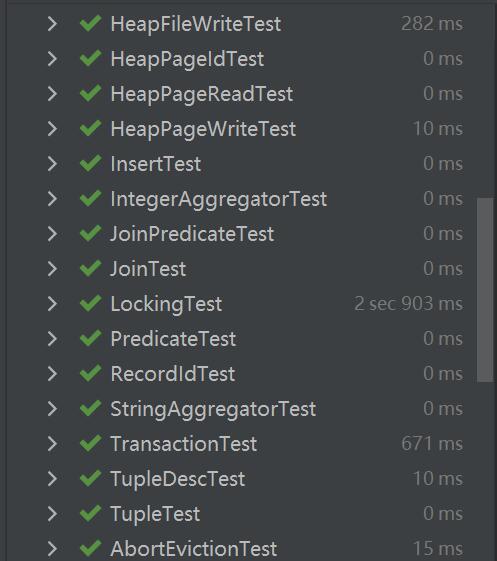 HeapFileWriteTest 282 ms
HeapPageIdTest 0 ms
HeapPageReadTest 0 ms
HeapPageWriteTest 10 ms
InsertTest 0 ms
IntegerAggregatorTest 0 ms
JoinPredicateTest 0 ms
JoinTest 0 ms
LockingTest 2 sec 903 ms
PredicateTest 0 ms
RecordIdTest 0 ms
StringAggregatorTest 0 ms
TransactionTest 671 ms
TupleDescTest 10 ms
TupleTest 0 ms
AbortEvictionTest 15 ms